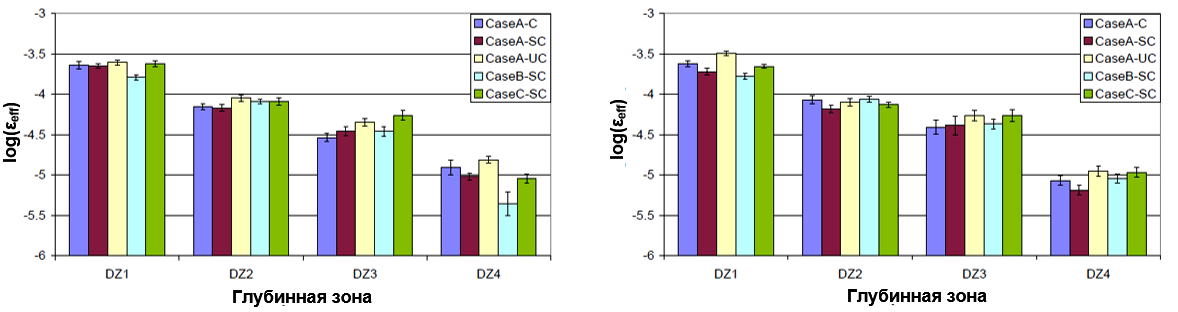 -3
-3.5
-4
-4.5
-5
-5.5
-6
log(εeff)
DZ1 DZ2 DZ3 DZ4
Глубинная зона
CaseA-C
CaseA-SC
CaseA-UC
CaseB-SC
CaseC-SC
-3
-3.5
-4
-4.5
-5
-5.5
-6
log(εeff)
DZ1 DZ2 DZ3 DZ4
Глубинная зона
CaseA-C
CaseA-SC
CaseA-UC
CaseB-SC
CaseC-SC